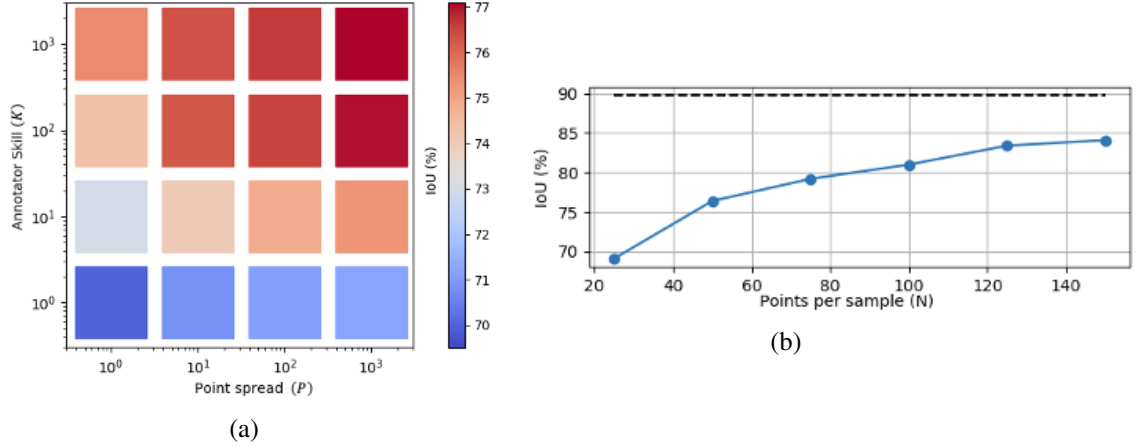 77
76
75
74
73
72
71
70
IoU (%)
Annotator Skill (K)
10³
10²
10¹
10⁰
10⁰ 10¹ 10² 10³
Point spread (P)
(a)
IoU (%)
90
85
80
75
70
20 40 60 80 100 120 140
Points per sample (N)
(b)